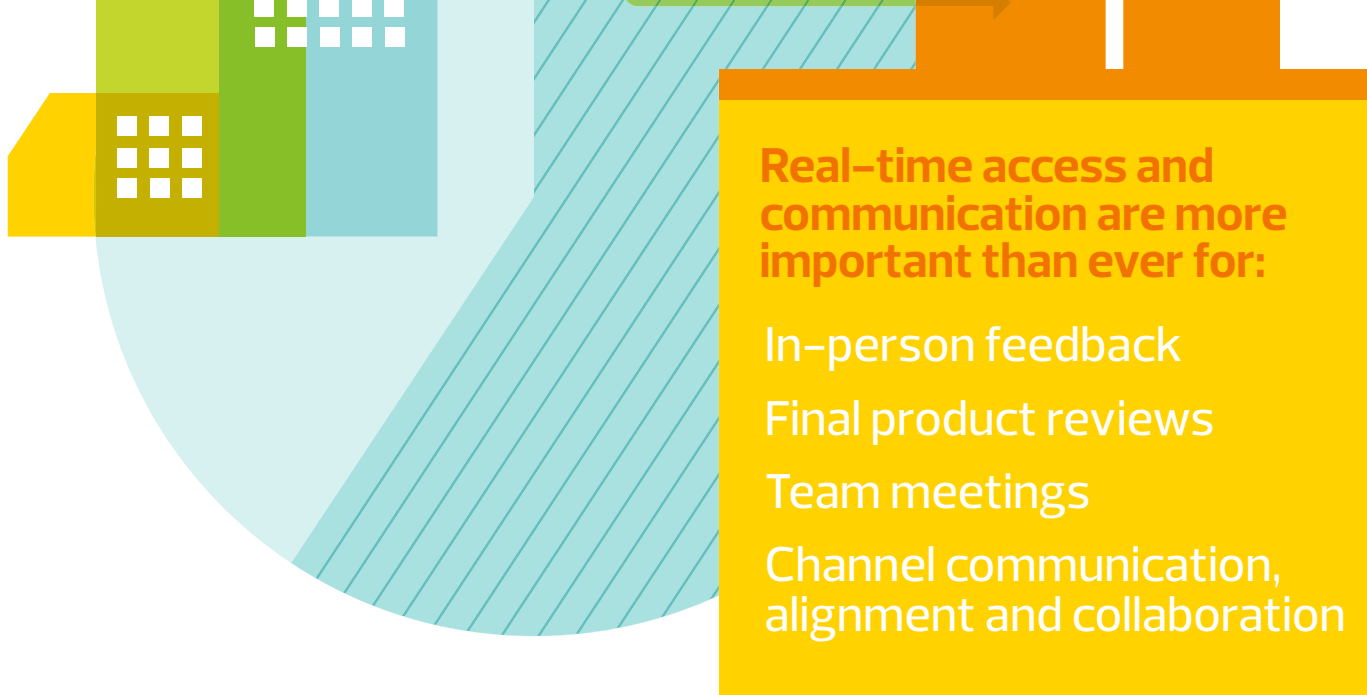 Real-time access and
communication are more
important than ever for:
In-person feedback
Final product reviews
Team meetings
Channel communication,
alignment and collaboration